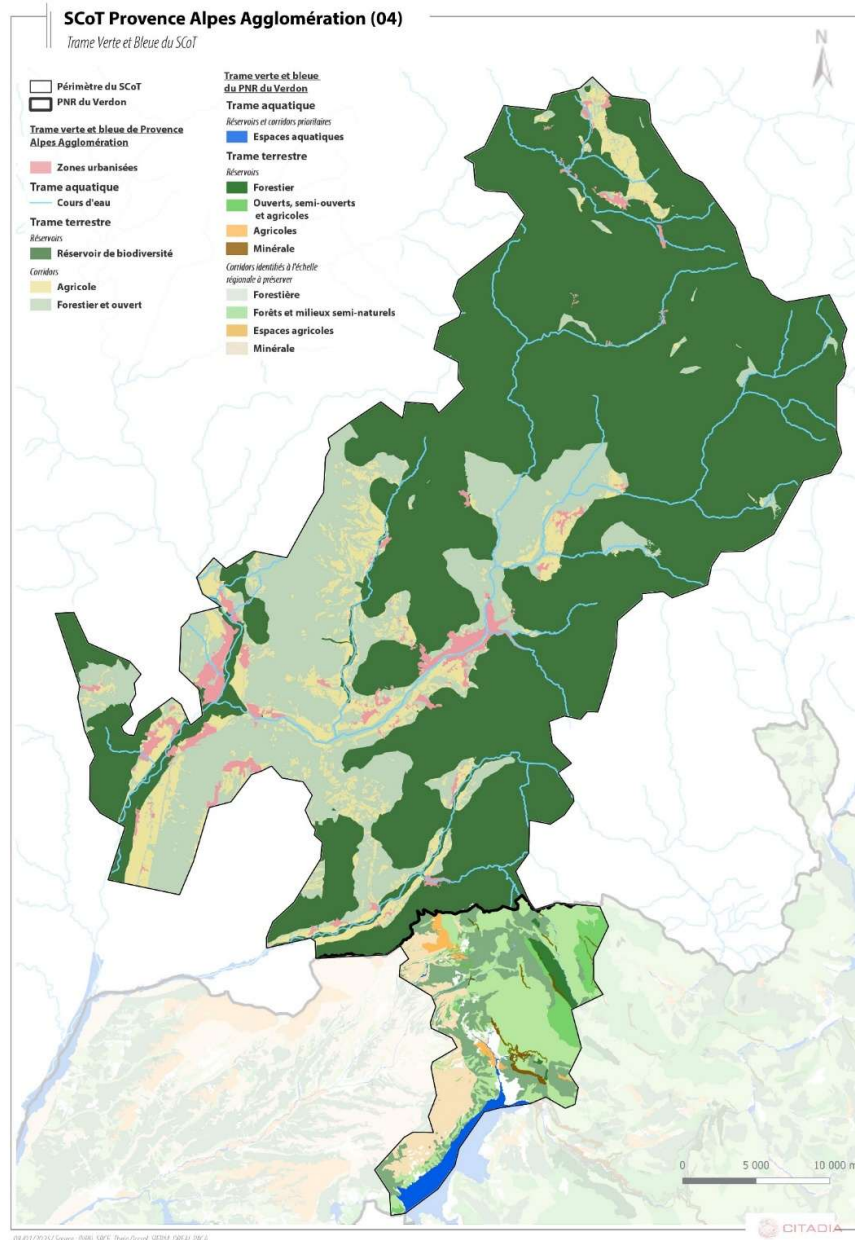 SCoT Provence Alpes Agglomération (04)
Trame Verte et Bleue du SCoT
N
Périmètre du SCoT
PNR du Verdon
Trame verte et bleue de Provence
Alpes Agglomération
Zones urbanisées
Trame aquatique
Cours d'eau
Trame terrestre
Réservoirs
Réservoir de biodiversité
Corridors
Agricole
Forestier et ouvert
Trame verte et bleue
du PNR du Verdon
Trame aquatique
Réservoirs et corridors prioritaires
Espaces aquatiques
Trame terrestre
Réservoirs
Forestier
Ouverts, semi-ouverts
et agricoles
Agricoles
Minérale
Corridors identifiés à l'échelle
régionale à préserver
Forestière
Forêts et milieux semi-naturels
Espaces agricoles
Minérale
0 5 000 10 000 m
CITADIA